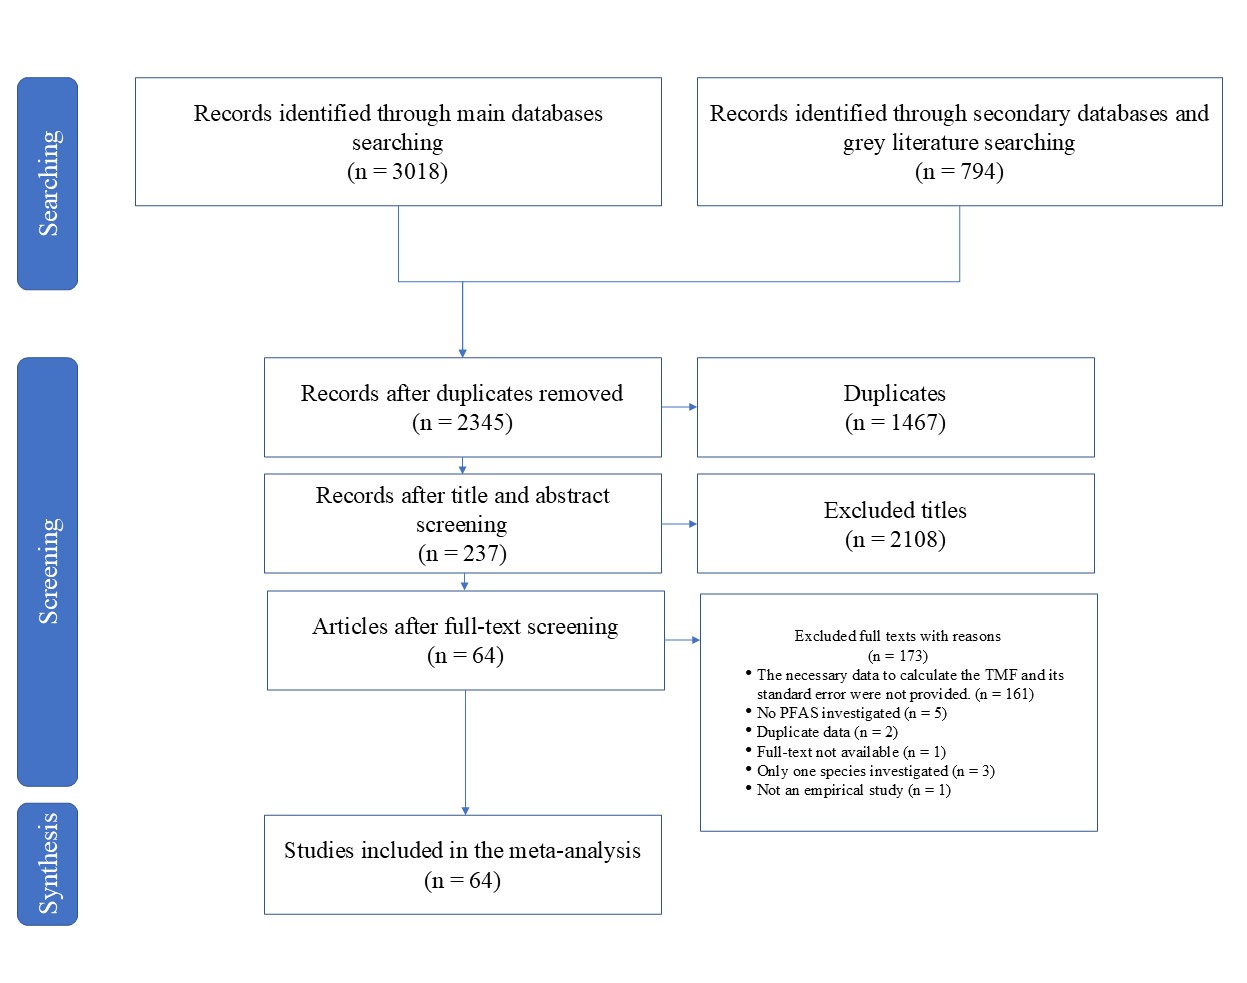 Searching
Records identified through main databases
searching
(n = 3018)
Records identified through secondary databases and
grey literature searching
(n = 794)
Screening
Records after duplicates removed
(n = 2345)
Duplicates
(n = 1467)
Records after title and abstract
screening
(n = 237)
Excluded titles
(n = 2108)
Articles after full-text screening
(n = 64)
Excluded full texts with reasons
(n = 173)
• The necessary data to calculate the TMF and its
standard error were not provided. (n = 161)
• No PFAS investigated (n = 5)
• Duplicate data (n = 2)
• Full-text not available (n = 1)
• Only one species investigated (n = 3)
• Not an empirical study (n = 1)
Synthesis
Studies included in the meta-analysis
(n = 64)